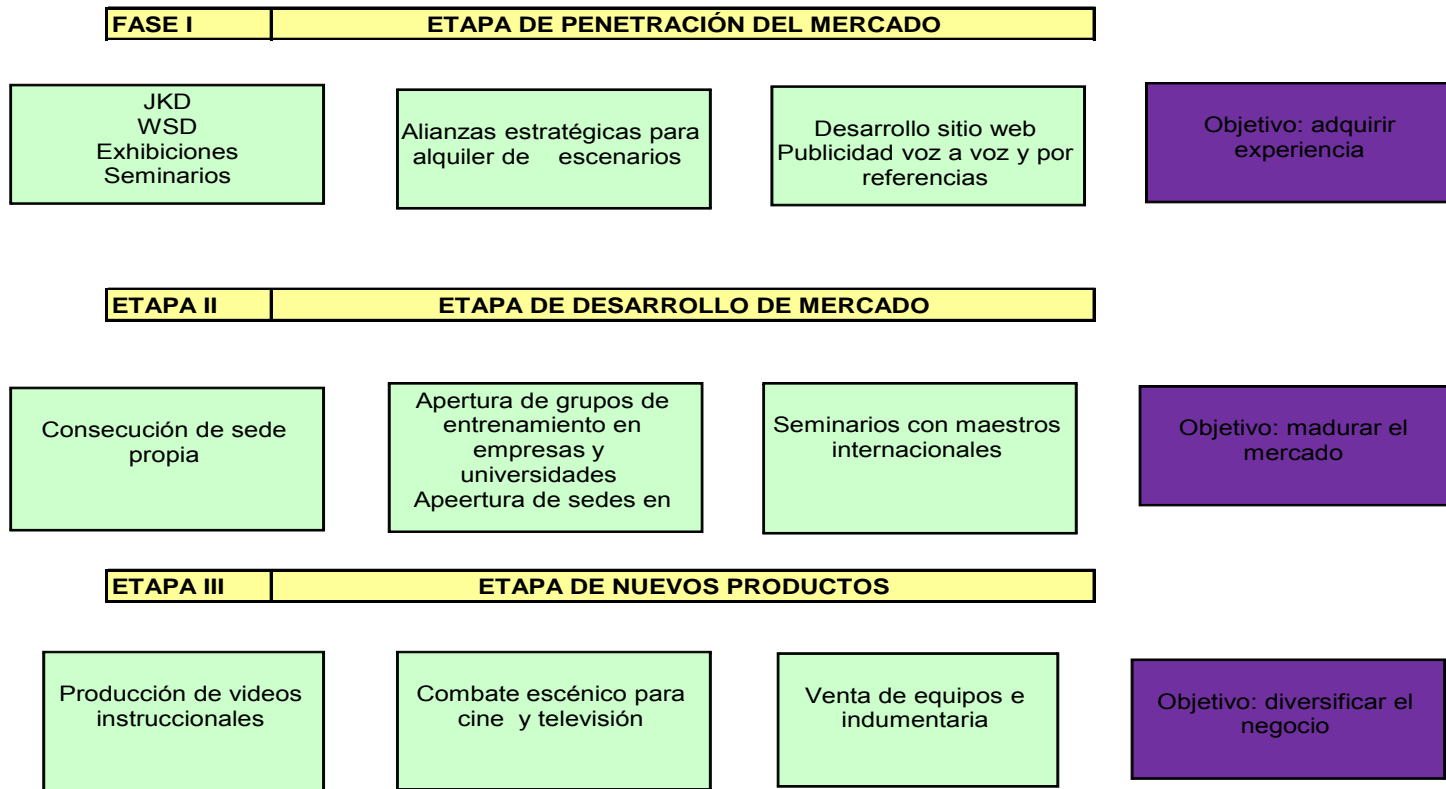 FASE I ETAPA DE PENETRACIÓN DEL MERCADO
JKD
WSD
Exhibiciones
Seminarios
Alianzas estratégicas para
alquiler de escenarios
Desarrollo sitio web
Publicidad voz a voz y por
referencias
Objetivo: adquirir
experiencia
ETAPA II ETAPA DE DESARROLLO DE MERCADO
Consecución de sede
propia
Apertura de grupos de
entrenamiento en
empresas y
universidades
Apeertura de sedes en
Seminarios con maestros
internacionales
Objetivo: madurar el
mercado
ETAPA III ETAPA DE NUEVOS PRODUCTOS
Producción de videos
instruccionales
Combate escénico para
cine y televisión
Venta de equipos e
indumentaria
Objetivo: diversificar el
negocio